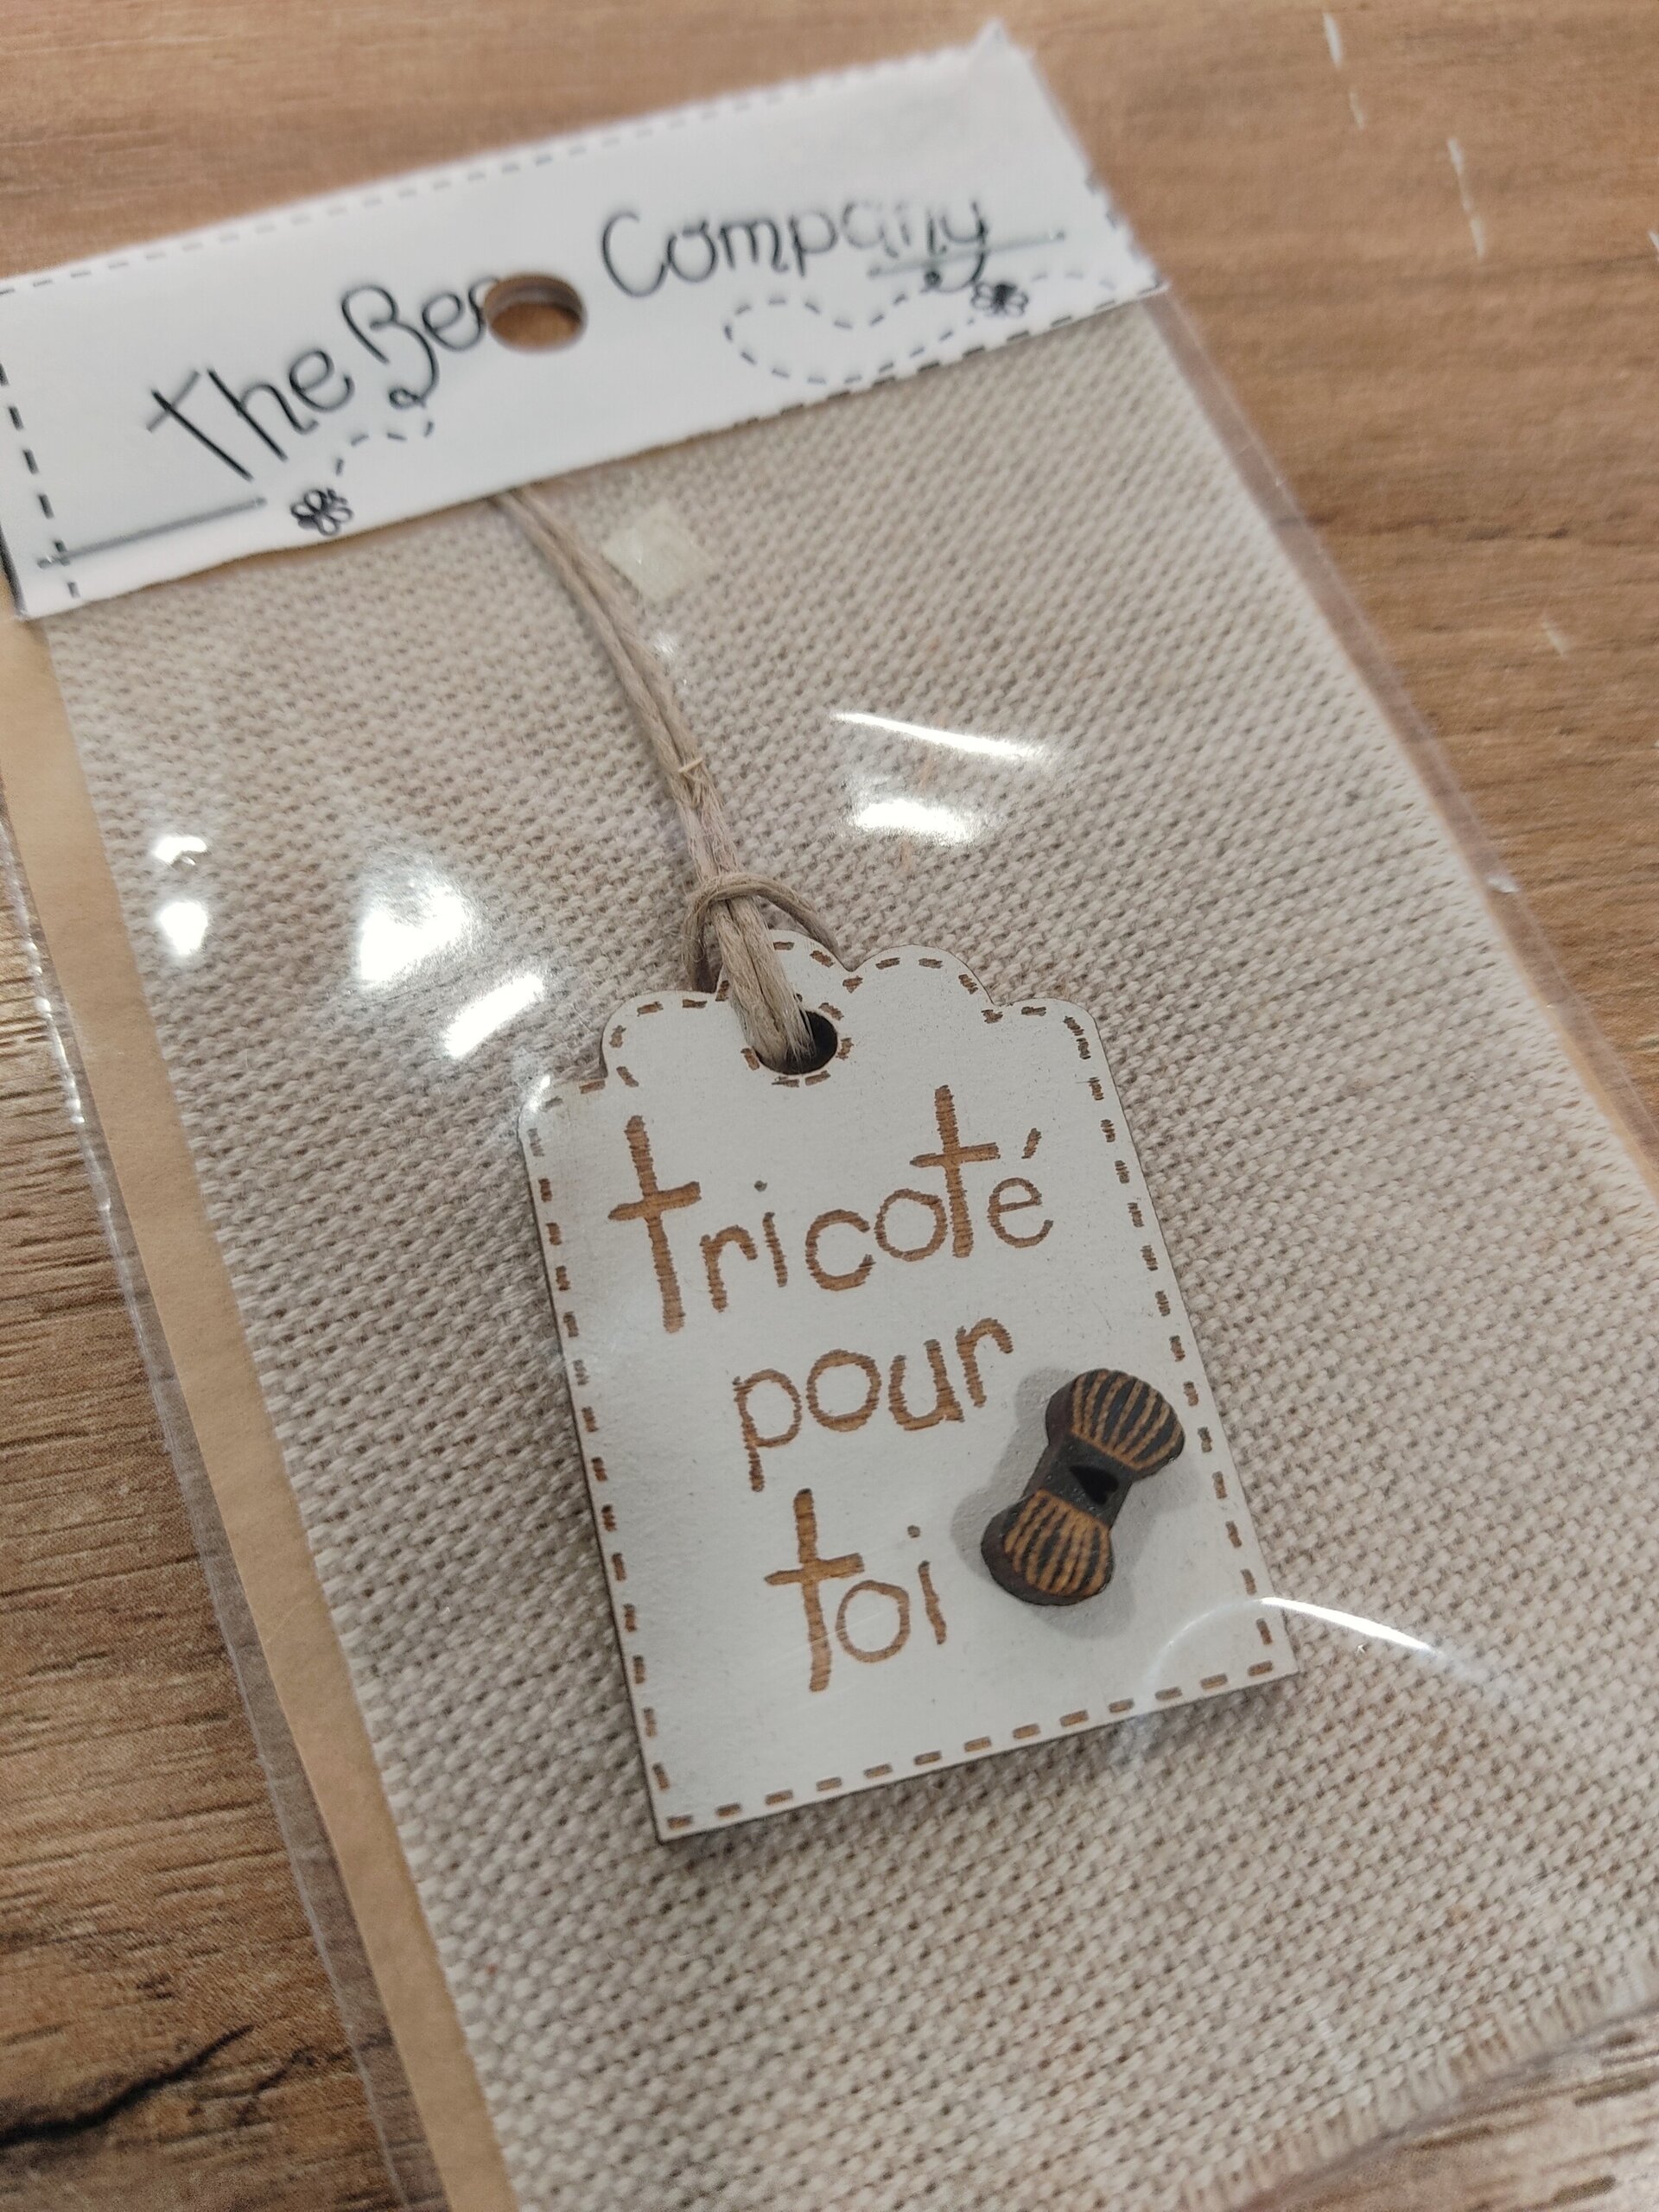 The Bee Company
tricoté
pour
toi